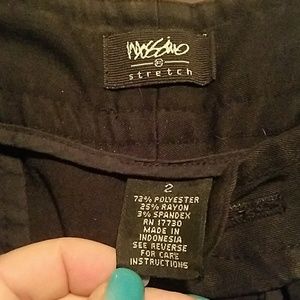 mossimo
stretch
2
72% POLYESTER
25% RAYON
3% SPANDEX
RN 17730
MADE IN
INDONESIA
SEE REVERSE
FOR CARE
INSTRUCTIONS